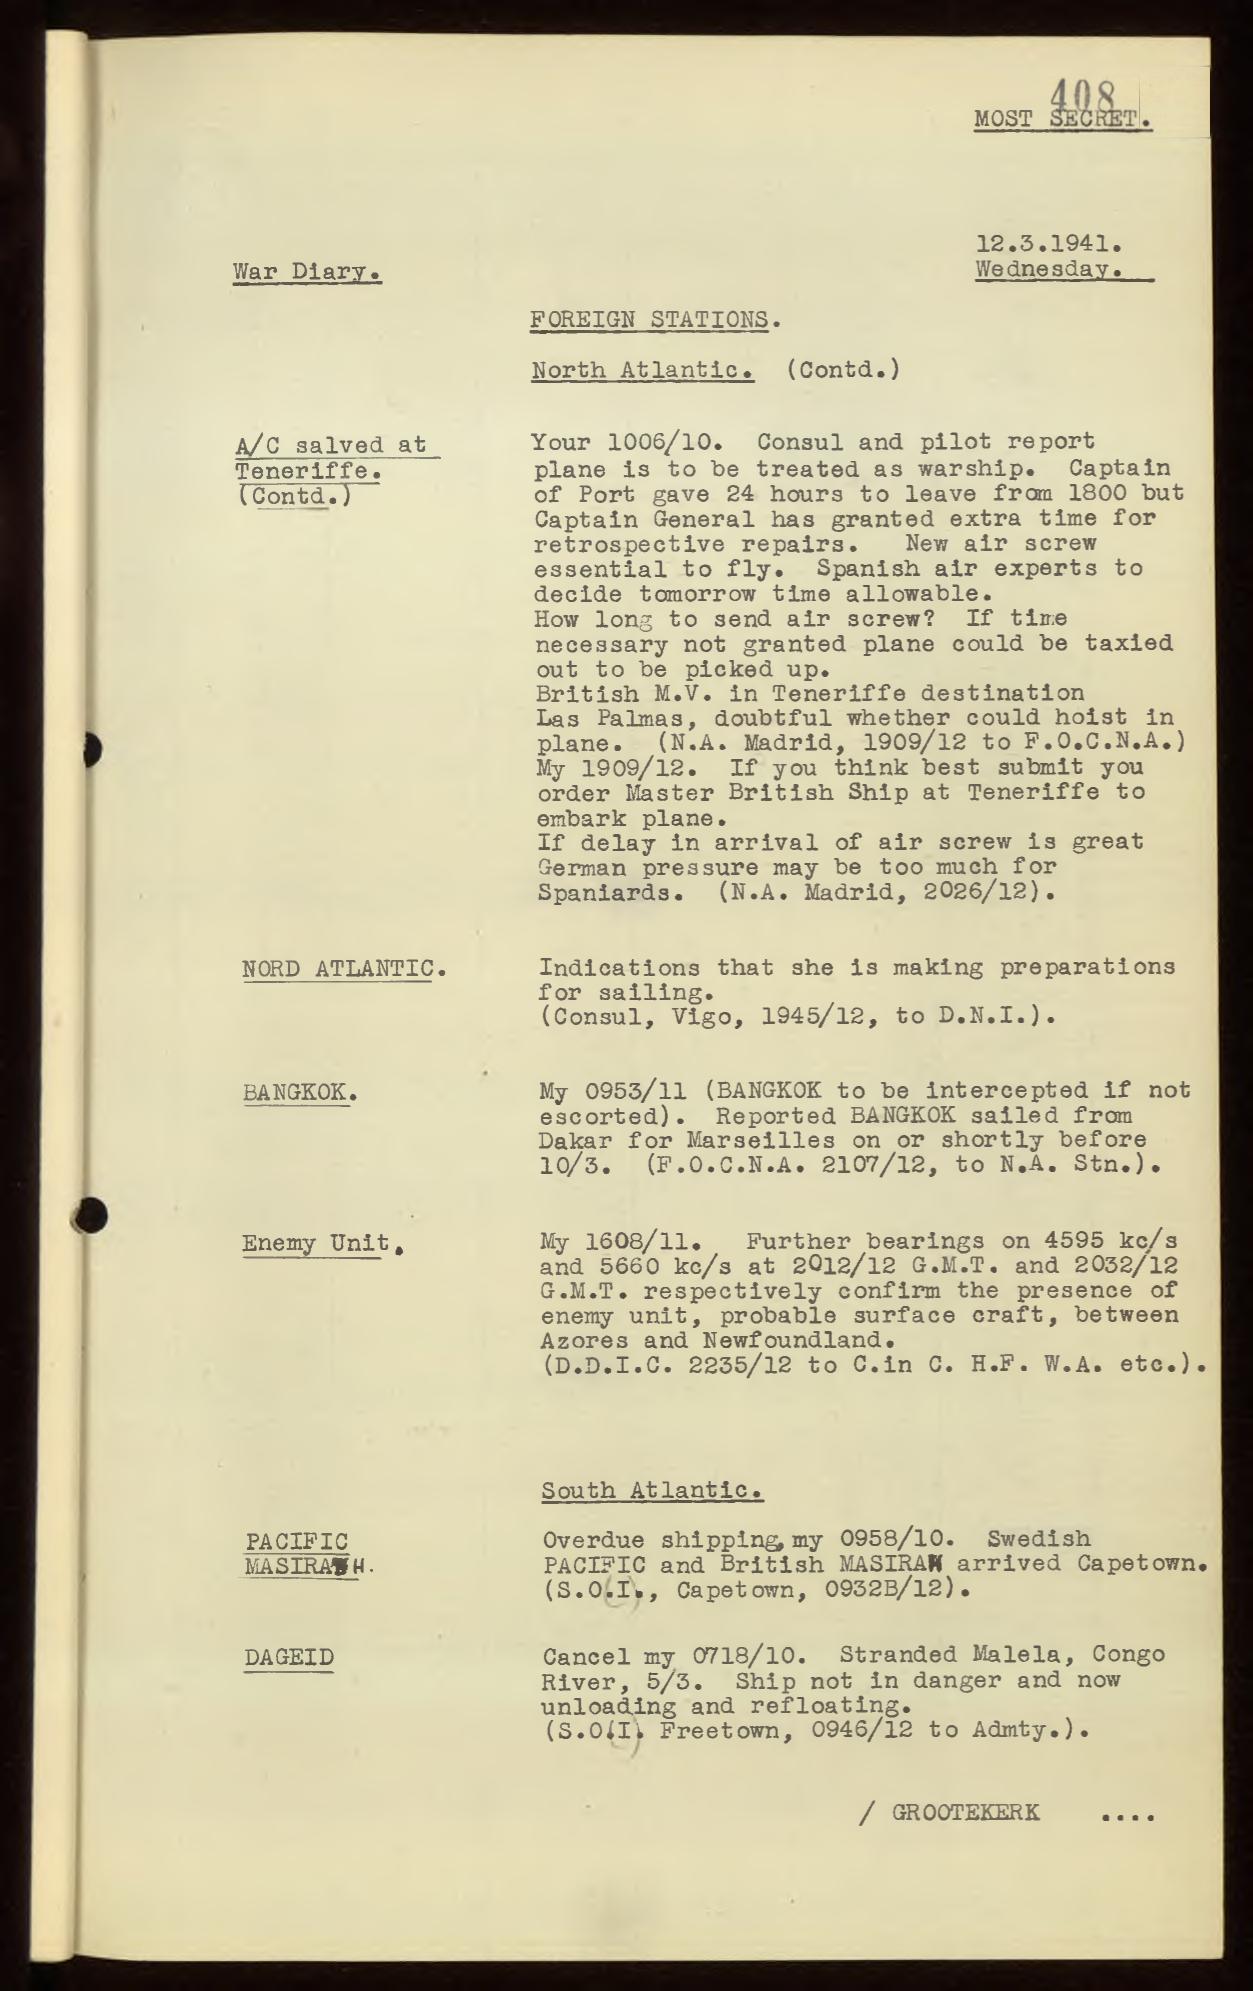 408
MOST SECRET.
12.3.1941.
War Diary.
Wednesday.
FOREIGN STATIONS.
North Atlantic. (Contd.)
A/C salved at
Teneriffe.
(Contd.)
Your 1006/10. Consul and pilot report
plane is to be treated as warship. Captain
of Port gave 24 hours to leave from 1800 but
Captain General has granted extra time for
retrospective repairs. New air screw
essential to fly. Spanish air experts to
decide tomorrow time allowable.
How long to send air screw? If time
necessary not granted plane could be taxied
out to be picked up.
British M.V. in Teneriffe destination
Las Palmas, doubtful whether could hoist in
plane. (N.A. Madrid, 1909/12 to F.O.C.N.A.)
My 1909/12. If you think best submit you
order Master British Ship at Teneriffe to
embark plane.
If delay in arrival of air screw is great
German pressure may be too much for
Spaniards. (N.A. Madrid, 2026/12).
NORD ATLANTIC.
Indications that she is making preparations
for sailing.
(Consul, Vigo, 1945/12, to D.N.I.).
BANGKOK.
My 0953/11 (BANGKOK to be intercepted if not
escorted). Reported BANGKOK sailed from
Dakar for Marseilles on or shortly before
10/3. (F.O.C.N.A. 2107/12, to N.A. Stn.).
Enemy Unit.
My 1608/11. Further bearings on 4595 kc/s
and 5660 kc/s at 2012/12 G.M.T. and 2032/12
G.M.T. respectively confirm the presence of
enemy unit, probable surface craft, between
Azores and Newfoundland.
(D.D.I.C. 2235/12 to C.in C. H.F. W.A. etc.).
South Atlantic.
PACIFIC
MASIRAH.
Overdue shipping, my 0958/10. Swedish
PACIFIC and British MASIRAH arrived Capetown.
(S.O.(I)., Capetown, 0932B/12).
DAGEID
Cancel my 0718/10. Stranded Malela, Congo
River, 5/3. Ship not in danger and now
unloading and refloating.
(S.O.(I). Freetown, 0946/12 to Admty.).
/ GROOTEKERK ....